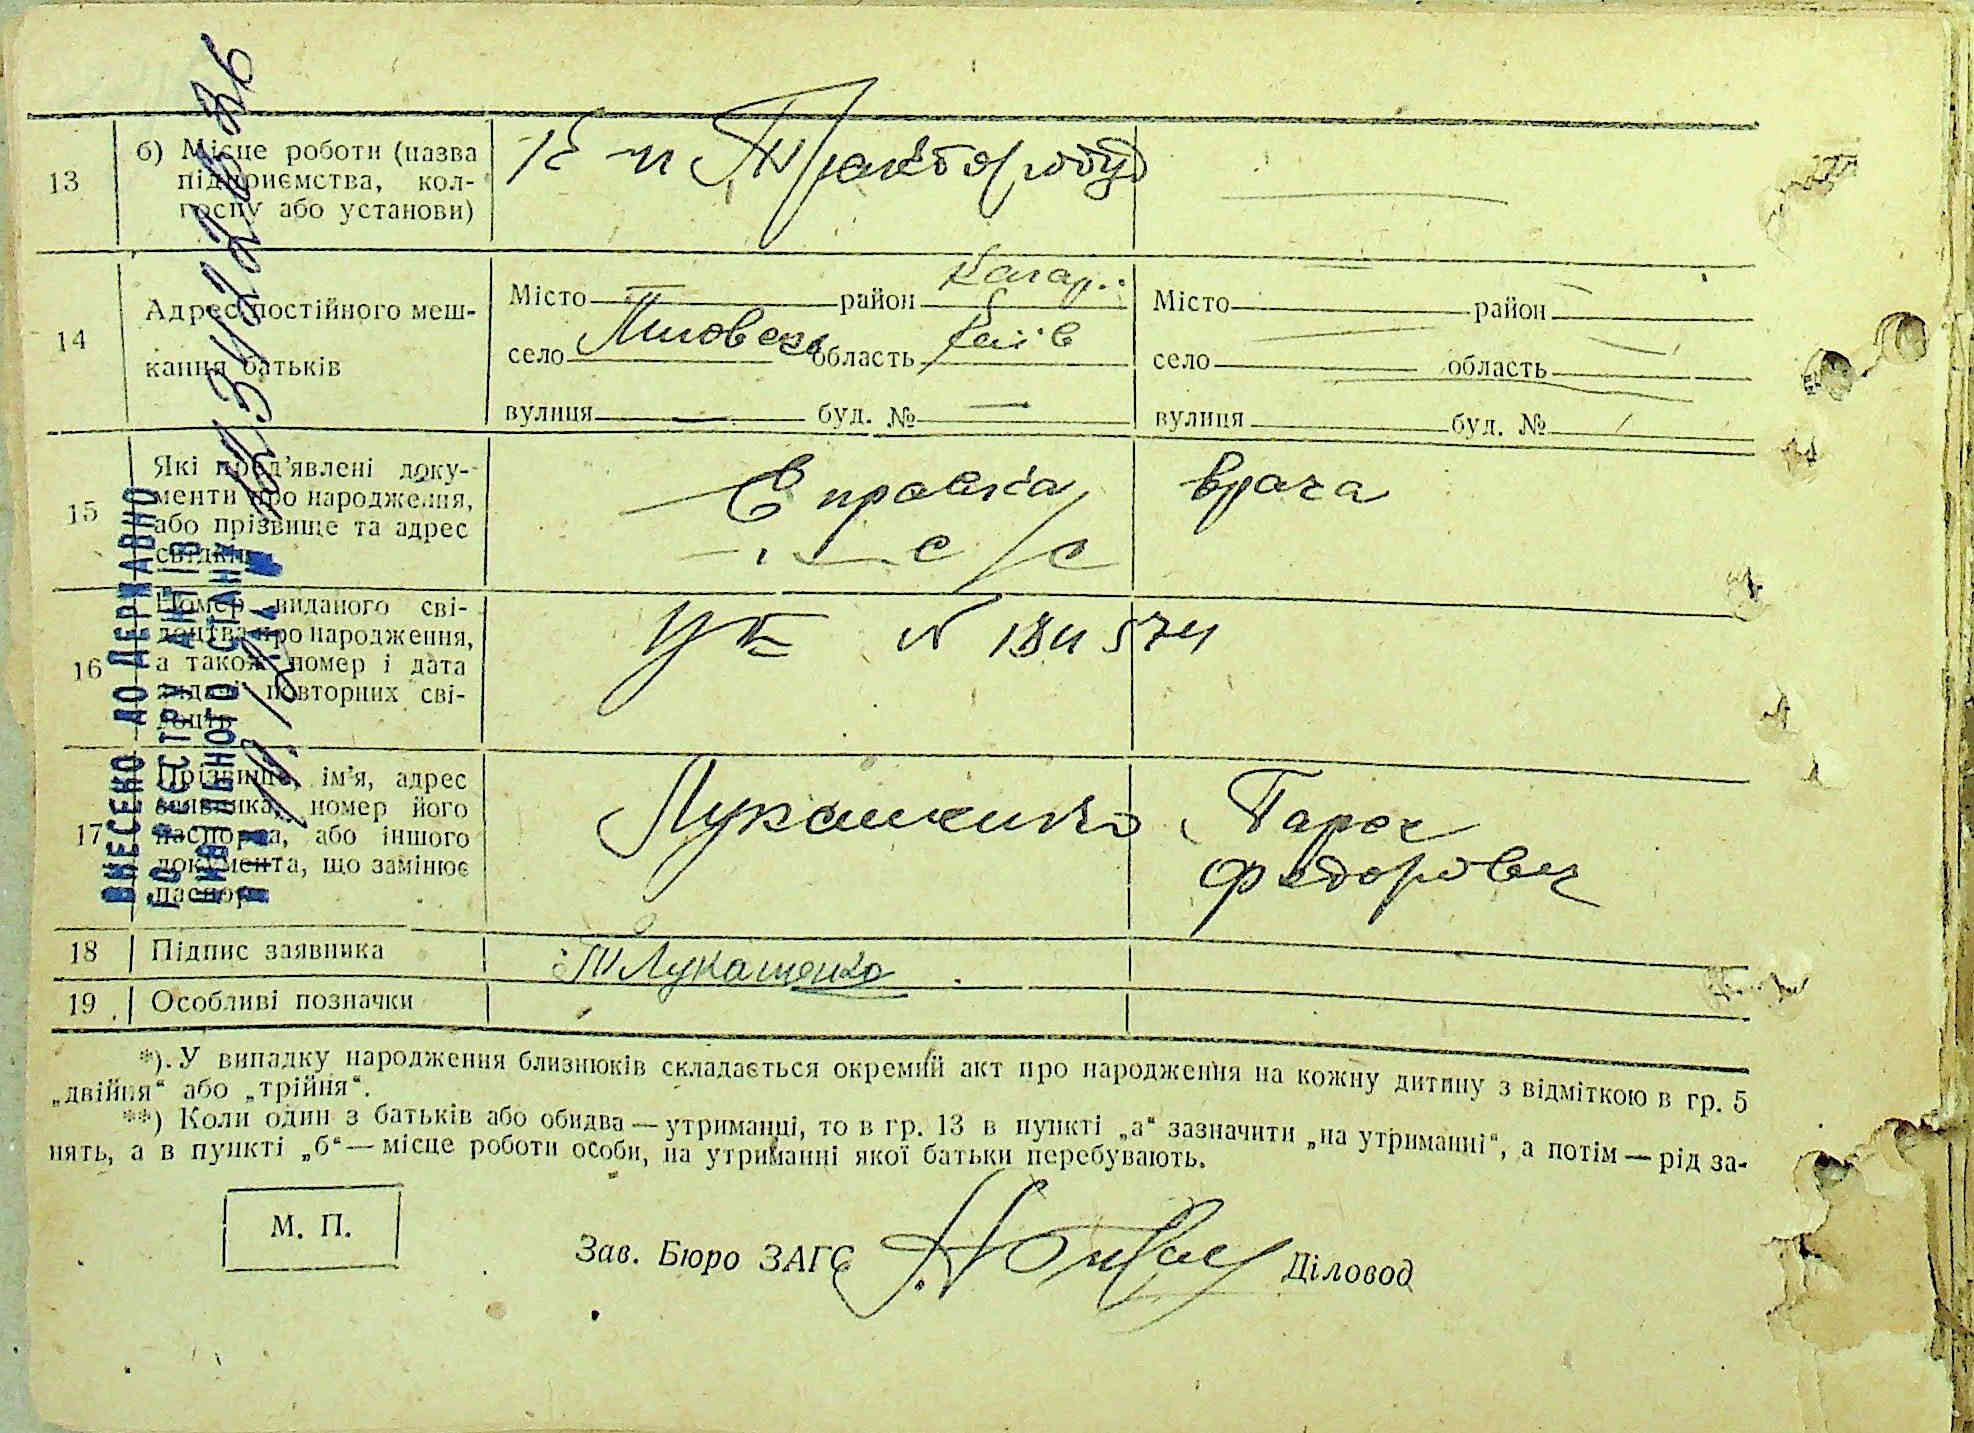 13
б) Місце роботи (назва
підприємства, кол-
госпу або установи)
14
Адрес постійного меш-
кання батьків
Місто район Кагар.
село область Київ
вулиця — буд. № —
Місто район
село область
вулиця буд. №
15
Які пред'явлені доку-
менти про народження,
або прізвище та адрес
свідків
Справка врача
с/с
16
Номер виданого сві-
доцтва про народження,
а також номер і дата
видачі повторних сві-
доцтв
№ 184574
17
Прізвище, ім'я, адрес
заявника, номер його
паспорта, або іншого
документа, що замінює
паспорт
Лукашенко Тарас
Федорович
18 Підпис заявника
Т Лукашенко
19 Особливі позначки
ВНЕСЕНО ДО ДЕРЖАВНО
ГО РЕЄСТРУ АКТІВ
ЦИВІЛЬНОГО СТАНУ
*). У випадку народження близнюків складається окремий акт про народження на кожну дитину з відміткою в гр. 5
„двійня“ або „трійня“.
**) Коли один з батьків або обидва — утриманці, то в гр. 13 в пункті „а“ зазначити „на утриманні“, а потім — рід за-
нять, а в пункті „б“ — місце роботи особи, на утриманні якої батьки перебувають.
М. П.
Зав. Бюро ЗАГС
Діловод